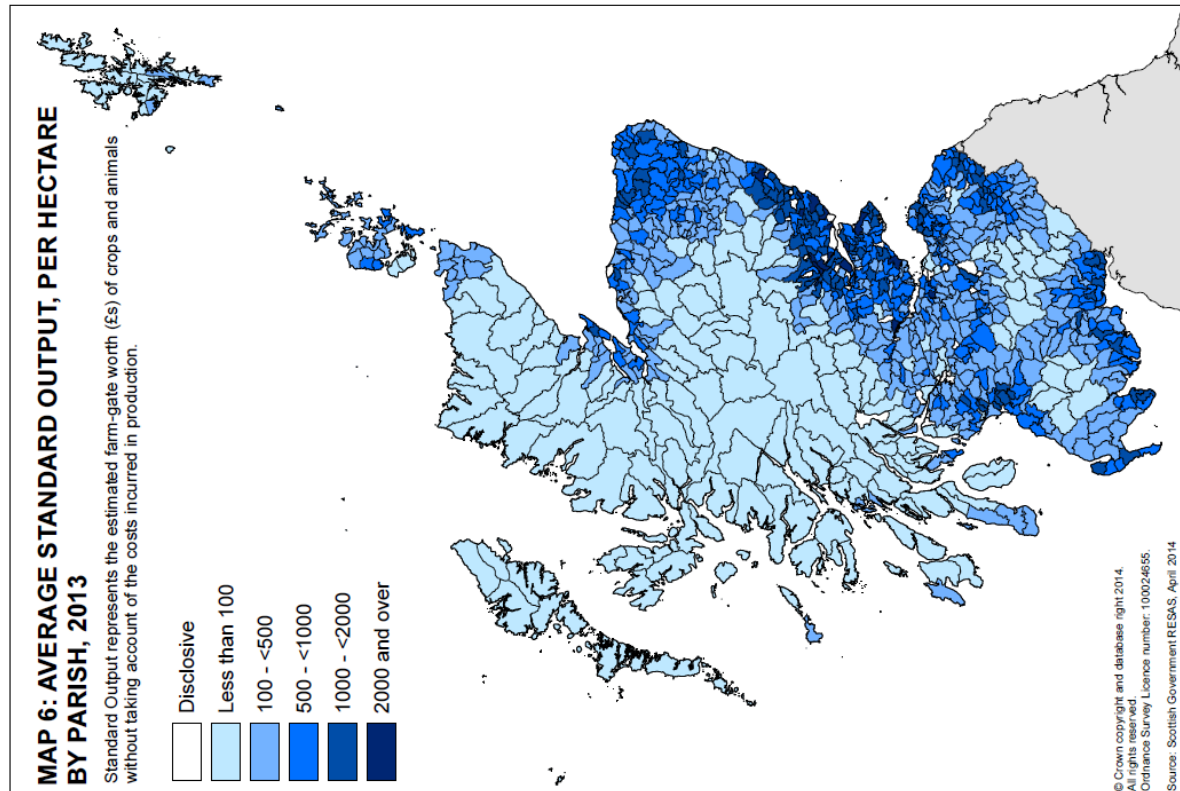 MAP 6: AVERAGE STANDARD OUTPUT, PER HECTARE
BY PARISH, 2013
Standard Output represents the estimated farm-gate worth (£s) of crops and animals
without taking account of the costs incurred in production.
Disclosive
Less than 100
100 - <500
500 - <1000
1000 - <2000
2000 and over
© Crown copyright and database right 2014.
All rights reserved.
Ordnance Survey Licence number: 100024655.
Source: Scottish Government RESAS, April 2014